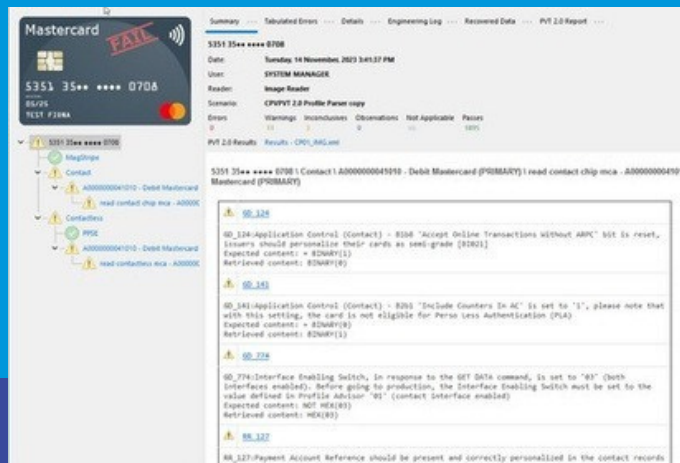 Mastercard
FAIL
5351 35•• •••• 0708
05/25
TEST FIONA
5351 35•• •••• 0708
MagStripe
Contact
A0000000041010 - Debit Mastercard
read contact chip mca - A00000
Contactless
PPSE
A0000000041010 - Debit Mastercard
read contactless mca - A00000
Summary ... Tabulated Errors ... Details ... Engineering Log ... Recovered Data ... PVT 2.0 Report ...
5351 35•• •••• 0708
Date: Tuesday, 14 November, 2023 3:41:37 PM
User: SYSTEM MANAGER
Reader: Image Reader
Scenario: CPVPVT 2.0 Profile Parser copy
Errors Warnings Inconclusives Observations Not Applicable Passes
0
PVT 2.0 Results Results - CP01_RAG.xml
5351 35•• •••• 0708 \ Contact \ A0000000041010 - Debit Mastercard (PRIMARY) \ read contact chip mca - A000000004101
Mastercard (PRIMARY)
GD_124
GD_124:Application Control (Contact) - B1b8 'Accept Online Transactions Without ARPC' bit is reset,
issuers should personalize their cards as semi-grade [BI021]
Expected content: = BINARY(1)
Retrieved content: BINARY(0)
GD_141
GD_141:Application Control (Contact) - B2b1 'Include Counters In AC' is set to '1', please note that
with this setting, the card is not eligible for Perso Less Authentication (PLA)
Expected content: = BINARY(0)
Retrieved content: BINARY(1)
GD_774
GD_774:Interface Enabling Switch, in response to the GET DATA command, is set to '03' (both
interfaces enabled). Before going to production, the Interface Enabling Switch must be set to the
value defined in Profile Advisor '01' (contact interface enabled)
Expected content: NOT HEX(03)
Retrieved content: HEX(03)
RR_127
RR_127:Payment Account Reference should be present and correctly personalized in the contact records